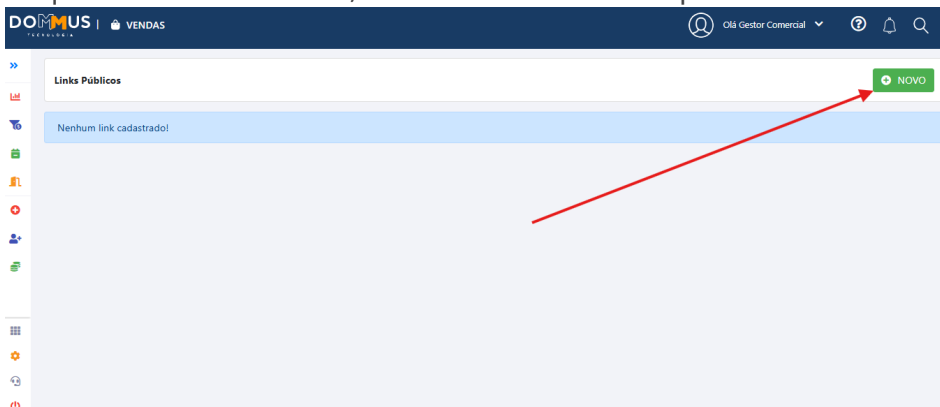 DOMMUS | VENDAS
TECNOLOGIA
Olá Gestor Comercial
Links Públicos
NOVO
Nenhum link cadastrado!